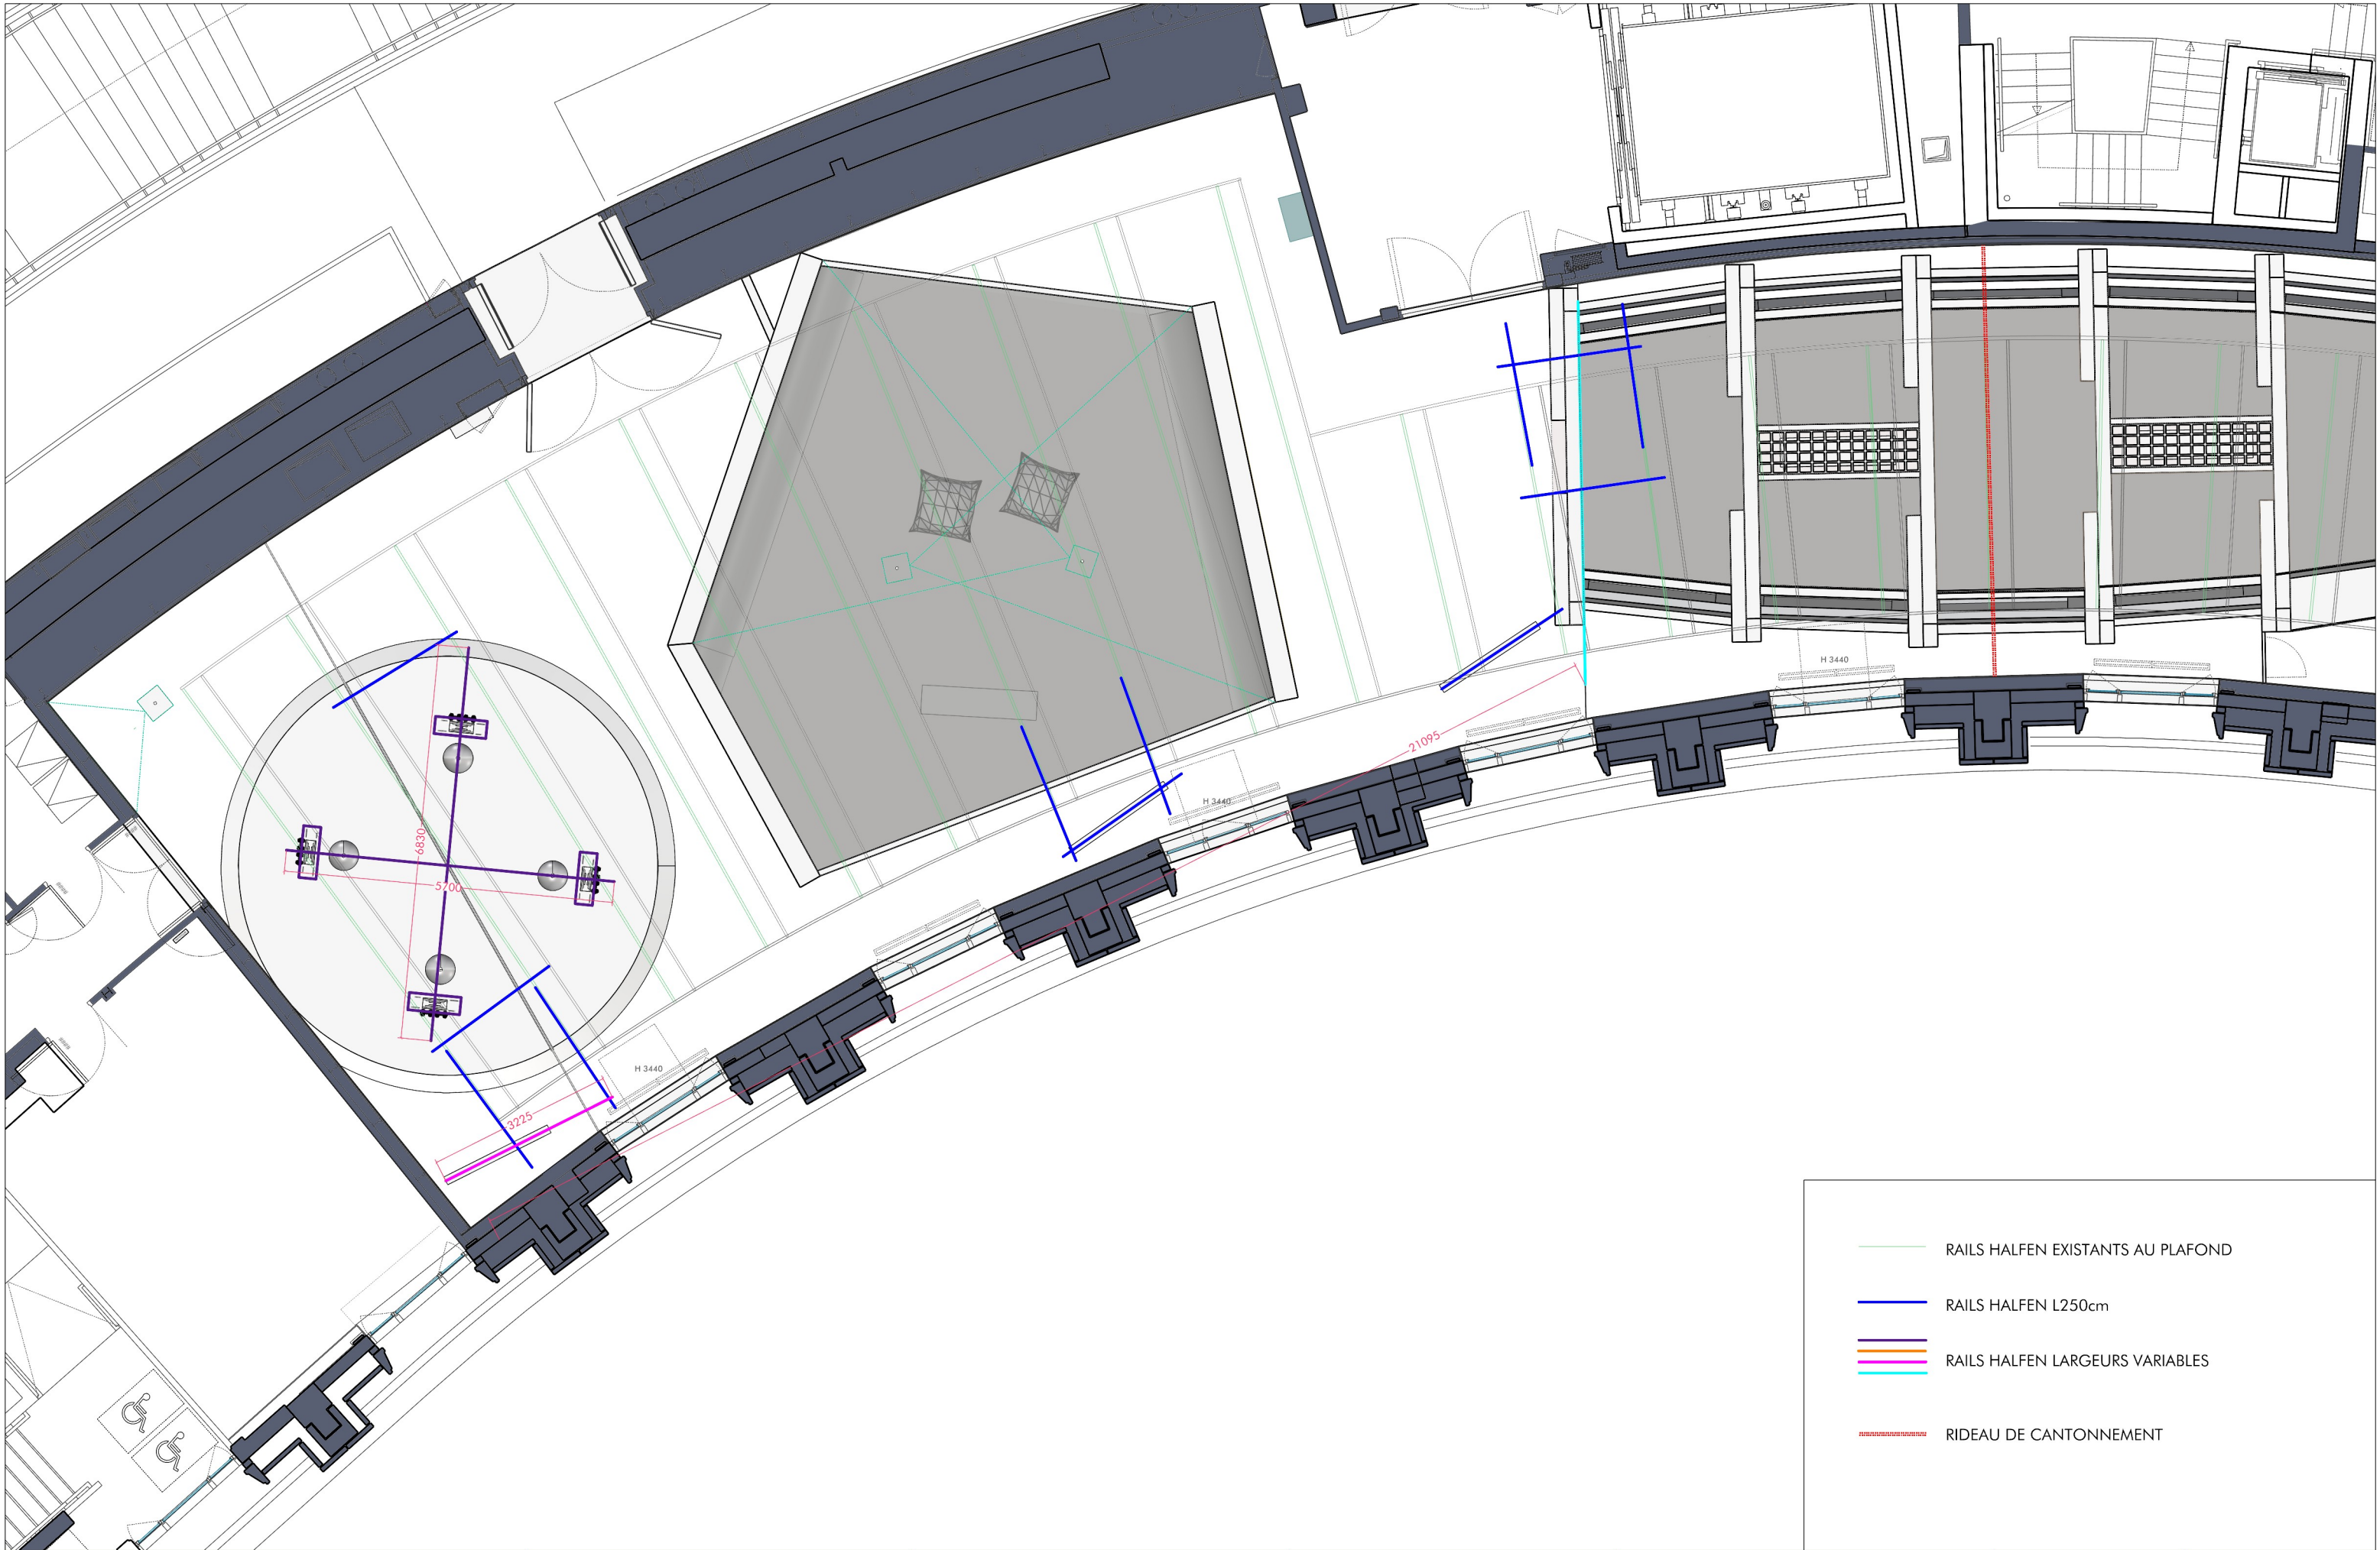 H 3440
21095
H 3440
6830
5700
H 3440
3225
RAILS HALFEN EXISTANTS AU PLAFOND
RAILS HALFEN L250cm
RAILS HALFEN LARGEURS VARIABLES
RIDEAU DE CANTONNEMENT